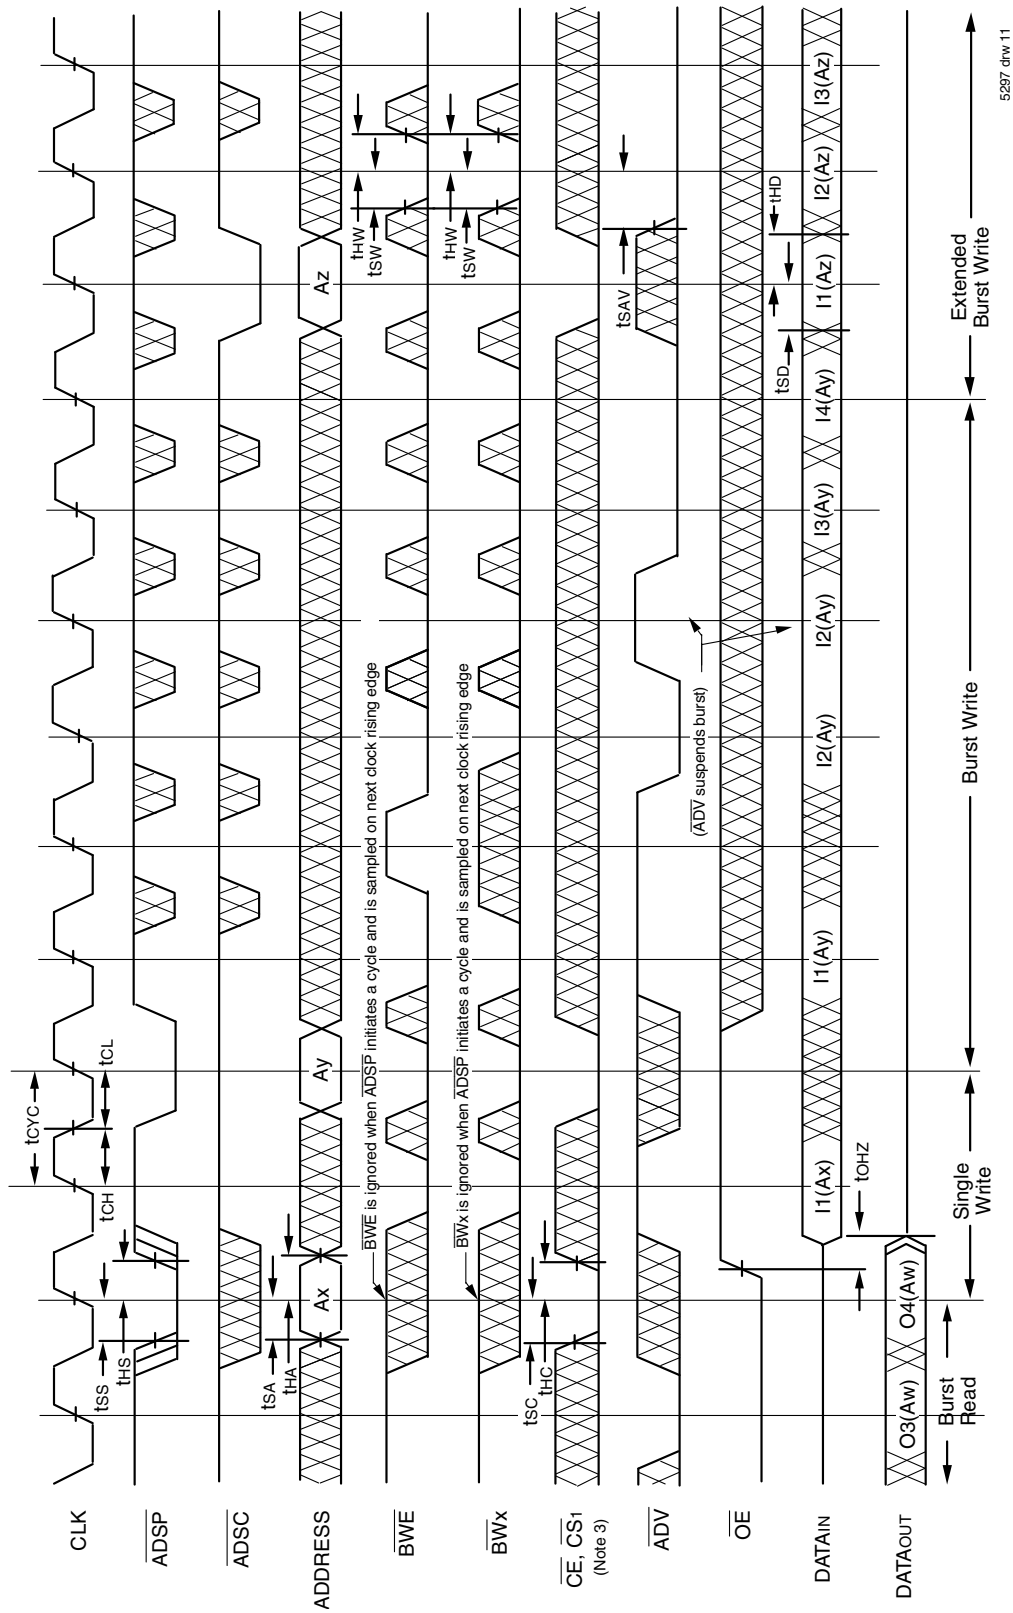 CLK
tCYC
tCH
tCL
ADSP
tSS
tHS
ADSC
ADDRESS
tSA
tHA
Ax
Ay
Az
BWE
BWE is ignored when ADSP initiates a cycle and is sampled on next clock rising edge
tHW
tSW
BWx
BWx is ignored when ADSP initiates a cycle and is sampled on next clock rising edge
tHW
tSW
CE, CS1
(Note 3)
tSC
tHC
ADV
(ADV suspends burst)
tSAV
OE
DATAIN
I1(Ax)
I1(Ay)
I2(Ay)
I2(Ay)
I3(Ay)
I4(Ay)
I1(Az)
I2(Az)
I3(Az)
tSD
tHD
tOHZ
DATAOUT
O3(Aw)
O4(Aw)
Burst
Read
Single
Write
Burst Write
Extended
Burst Write
5297 drw 11